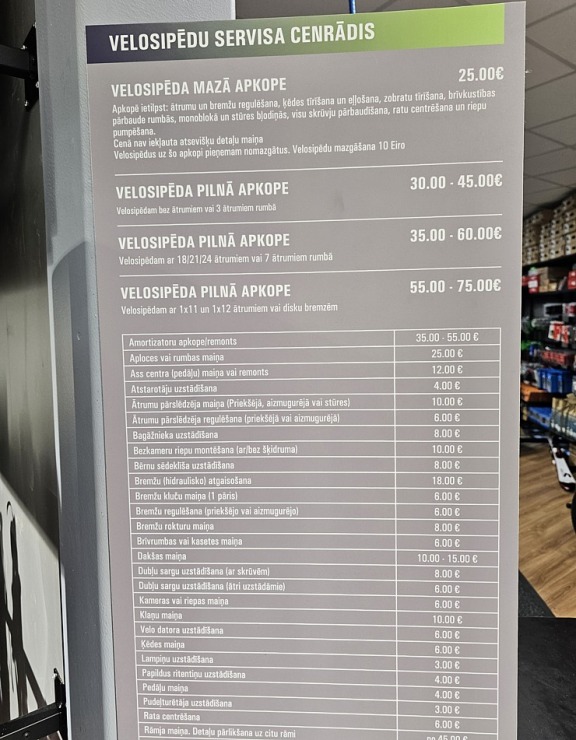 VELOSIPĒDU SERVISA CENRĀDIS
VELOSIPĒDA MAZĀ APKOPE 25.00€
Apkopē ietilpst: ātrumu un bremžu regulēšana, ķēdes tīrīšana un eļļošana, zobratu tīrīšana, brīvkustības
pārbaude rumbās, monoblokā un stūres bļodiņās, visu skrūvju pārbaudīšana, ratu centrēšana un riepu
pumpēšana.
Cenā nav iekļauta atsevišķu detaļu maiņa
Velosipēdus uz šo apkopi pieņemam nomazgātus. Velosipēdu mazgāšana 10 Eiro
VELOSIPĒDA PILNĀ APKOPE 30.00 - 45.00€
Velosipēdam bez ātrumiem vai 3 ātrumiem rumbā
VELOSIPĒDA PILNĀ APKOPE 35.00 - 60.00€
Velosipēdam ar 18/21/24 ātrumiem vai 7 ātrumiem rumbā
VELOSIPĒDA PILNĀ APKOPE 55.00 - 75.00€
Velosipēdam ar 1x11 un 1x12 ātrumiem vai disku bremzēm
Amortizatoru apkope/remonts 35.00 - 55.00 €
Aploces vai rumbas maiņa 25.00 €
Ass centra (pedāļu) maiņa vai remonts 12.00 €
Atstarotāju uzstādīšana 4.00 €
Ātrumu pārslēdzēja maiņa (Priekšējā, aizmugurējā vai stūres) 10.00 €
Ātrumu pārslēdzēja regulēšana (priekšējā vai aizmugurējā) 6.00 €
Bagāžnieka uzstādīšana 8.00 €
Bezkameru riepu montēšana (ar/bez šķidruma) 10.00 €
Bērnu sēdeklīša uzstādīšana 8.00 €
Bremžu (hidraulisko) atgaisošana 18.00 €
Bremžu kluču maiņa (1 pāris) 6.00 €
Bremžu regulēšana (priekšējo vai aizmugurējo) 6.00 €
Bremžu rokturu maiņa 8.00 €
Brīvrumbas vai kasetes maiņa 6.00 €
Dakšas maiņa 10.00 - 15.00 €
Dubļu sargu uzstādīšana (ar skrūvēm) 8.00 €
Dubļu sargu uzstādīšana (ātri uzstādāmie) 6.00 €
Kameras vai riepas maiņa 6.00 €
Klaņu maiņa 10.00 €
Velo datora uzstādīšana 6.00 €
Ķēdes maiņa 6.00 €
Lampiņu uzstādīšana 3.00 €
Papildus ritentiņu uzstādīšana 4.00 €
Pedāļu maiņa 4.00 €
Pudeļturētāja uzstādīšana 3.00 €
Rata centrēšana 6.00 €
Rāmja maiņa. Detaļu pārlikšana uz citu rāmi no 45.00 €